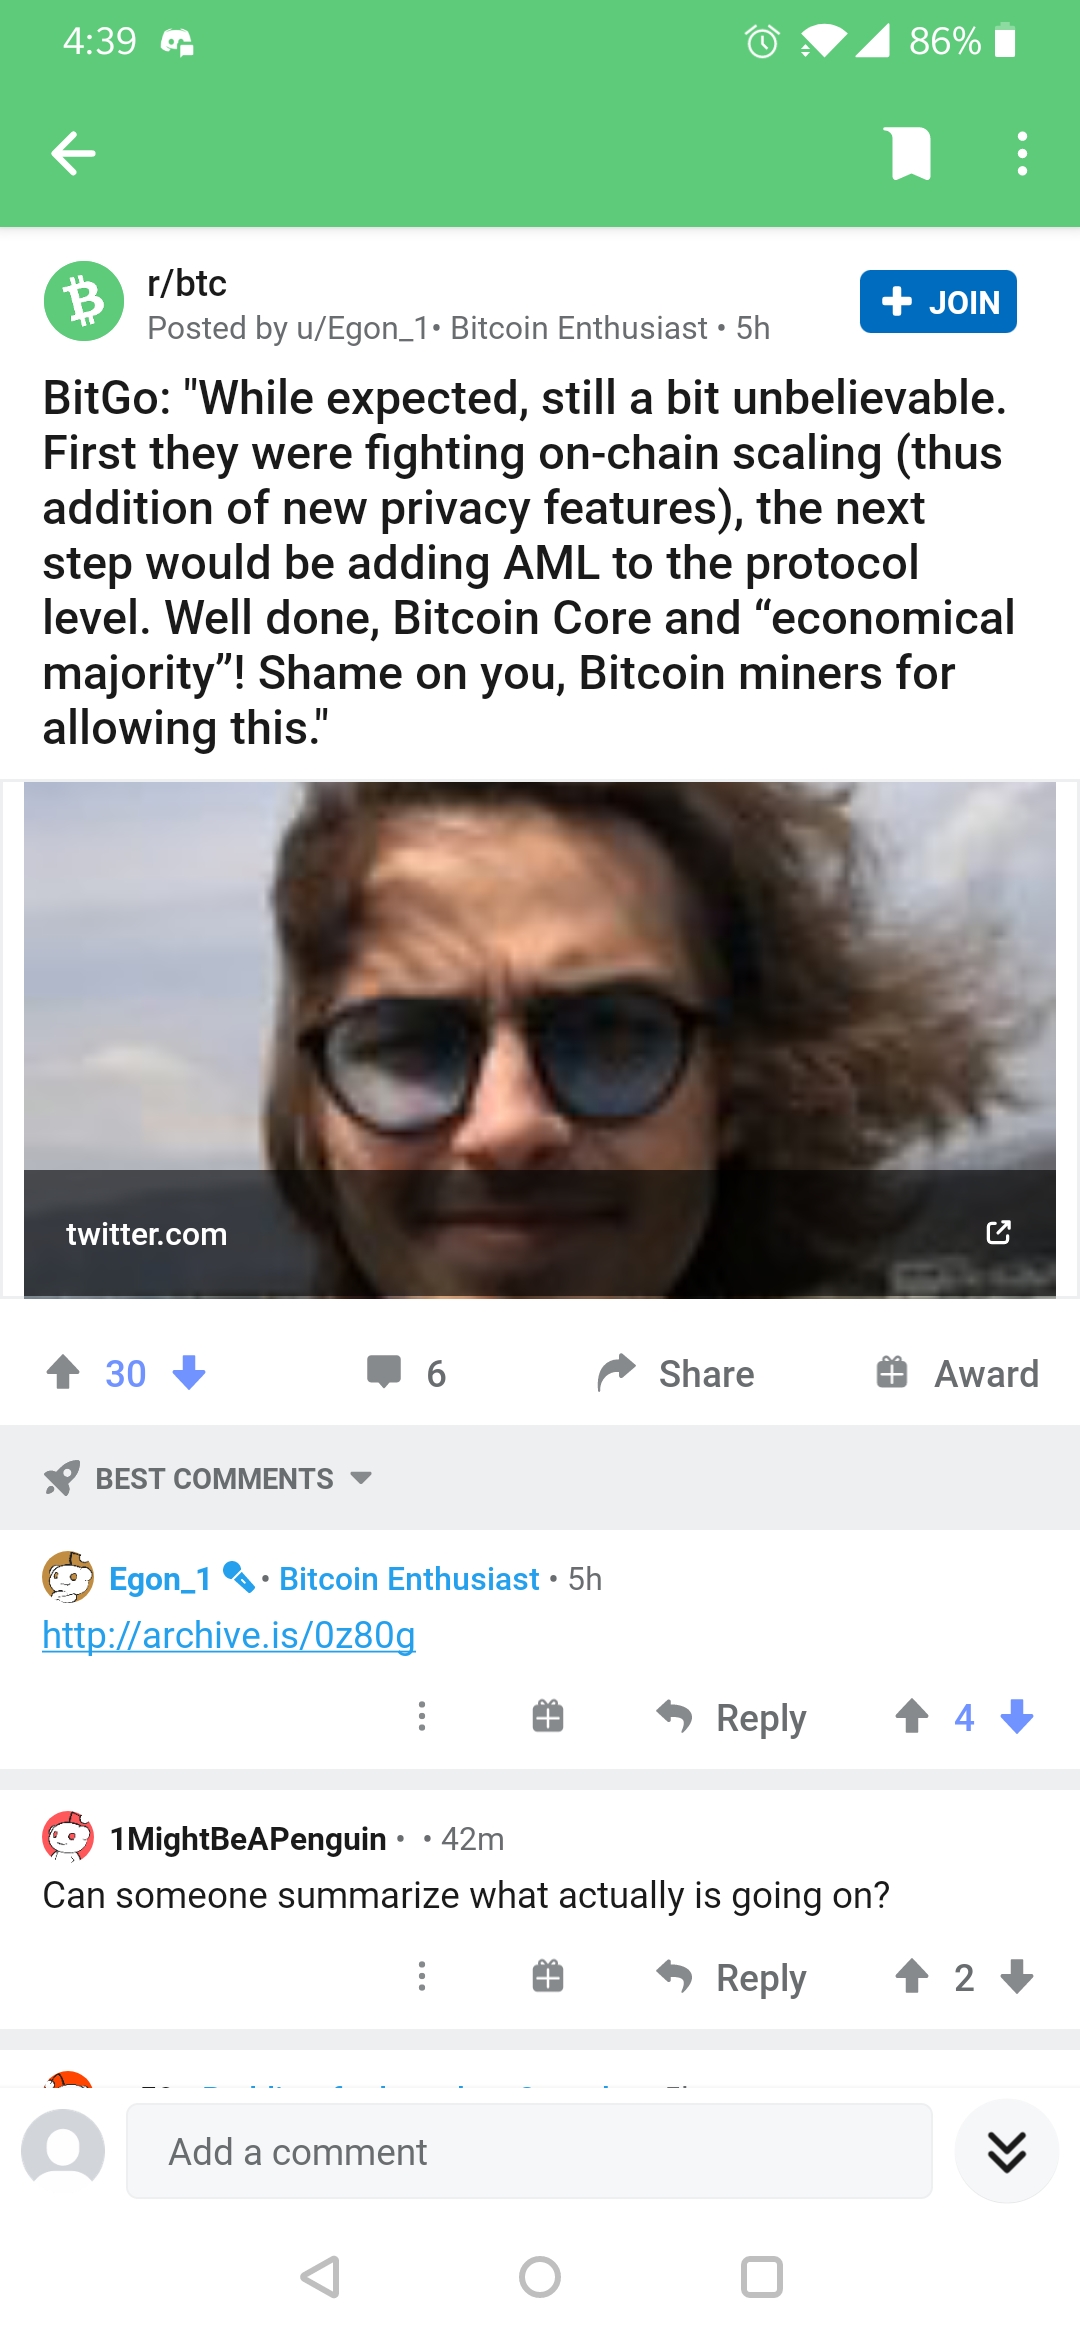 4:39
86%
r/btc
Posted by u/Egon_1• Bitcoin Enthusiast • 5h
+ JOIN
BitGo: "While expected, still a bit unbelievable.
First they were fighting on-chain scaling (thus
addition of new privacy features), the next
step would be adding AML to the protocol
level. Well done, Bitcoin Core and “economical
majority”! Shame on you, Bitcoin miners for
allowing this."
twitter.com
30
6
Share
Award
BEST COMMENTS
Egon_1 • Bitcoin Enthusiast • 5h
http://archive.is/0z80g
Reply
4
1MightBeAPenguin • • 42m
Can someone summarize what actually is going on?
Reply
2
Add a comment